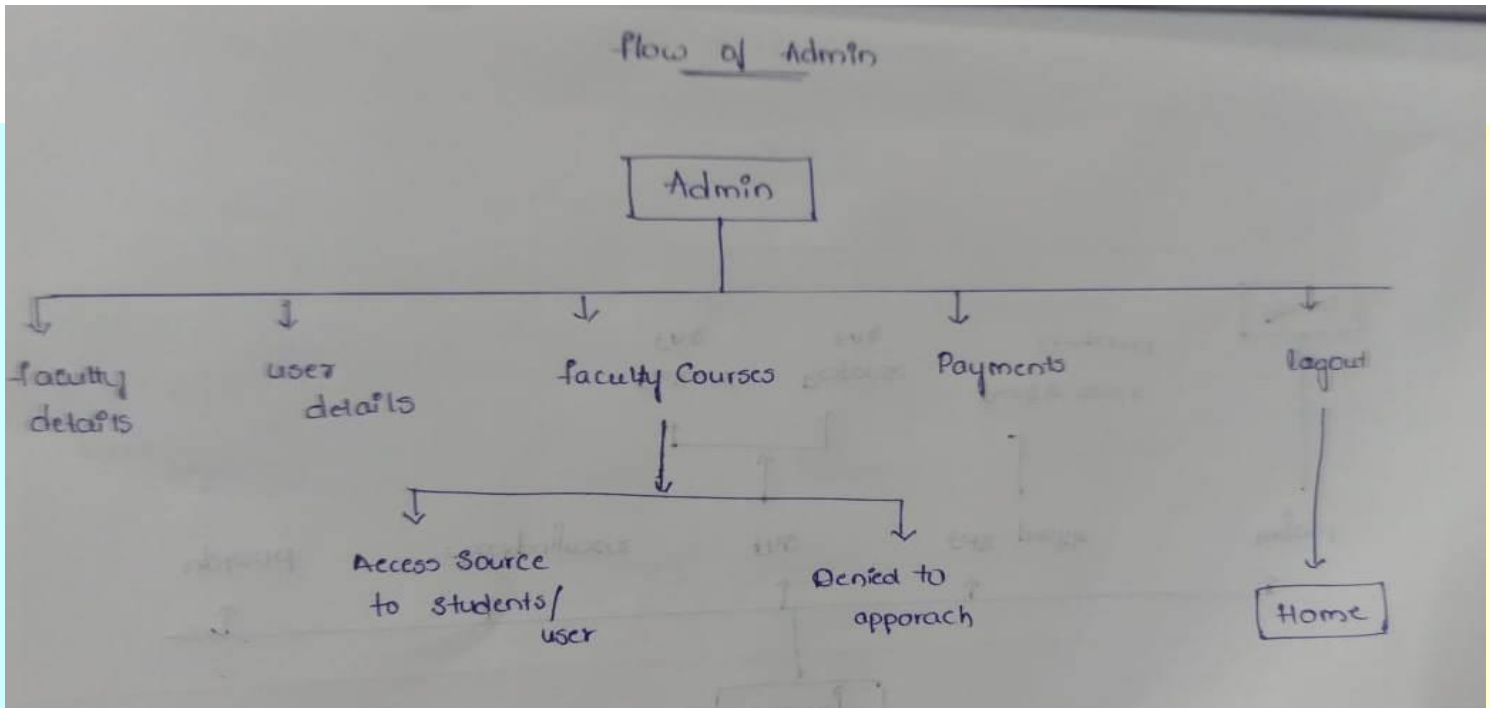 Flow of Admin
Admin
faculty
details
user
details
faculty Courses
Payments
logout
Access Source
to students/
user
Denied to
apporach
Home